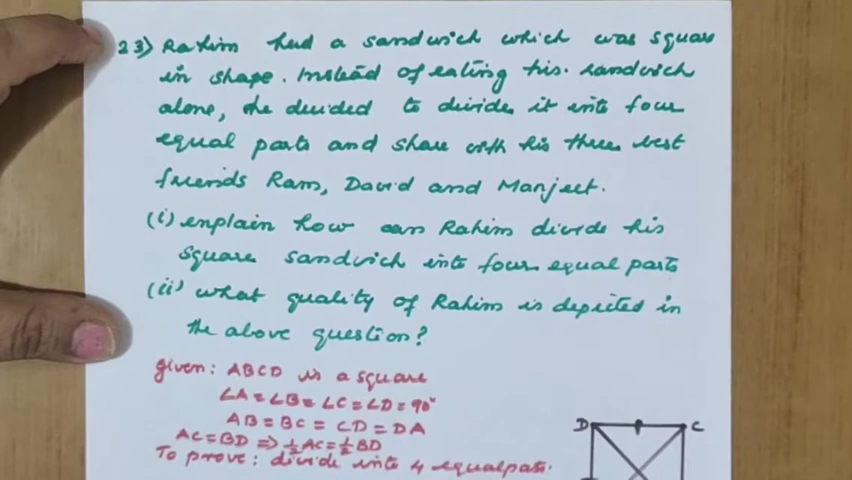 23) Rahim had a sandwich which was square
in shape. Instead of eating his sandwich
alone, he decided to divide it into four
equal parts and share with his three best
friends Ram, David and Manjeet.
(i) explain how can Rahim divide his
square sandwich into four equal parts
(ii) what quality of Rahim is depicted in
the above question?
given: ABCD is a square
∠A = ∠B = ∠C = ∠D = 90°
AB = BC = CD = DA
AC = BD ⇒ ½ AC = ½ BD
To prove: divide into 4 equal parts.
D C